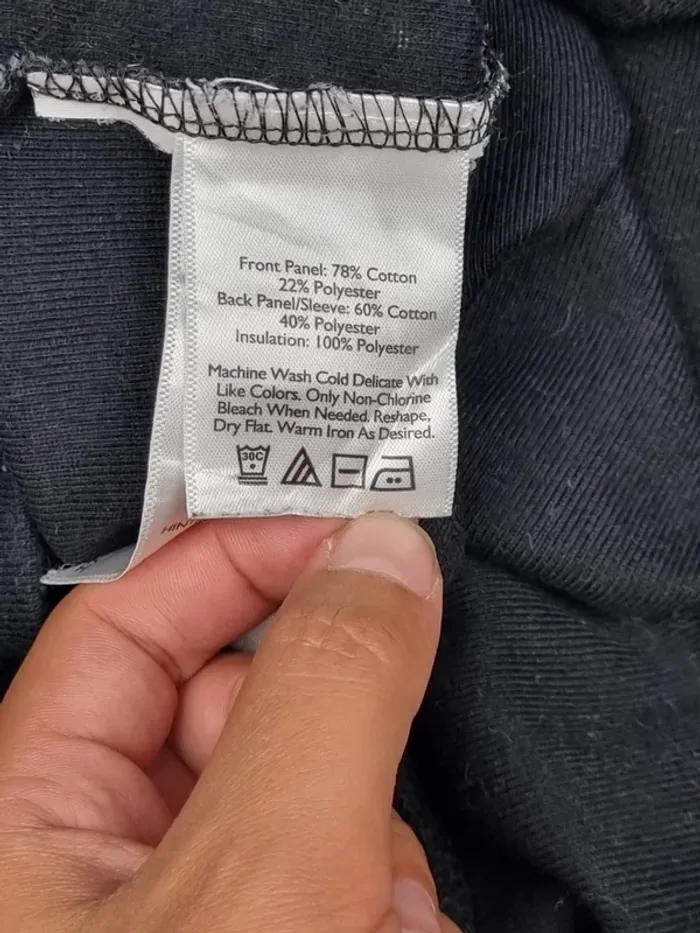 Front Panel: 78% Cotton
22% Polyester
Back Panel/Sleeve: 60% Cotton
40% Polyester
Insulation: 100% Polyester
Machine Wash Cold Delicate With
Like Colors. Only Non-Chlorine
Bleach When Needed. Reshape,
Dry Flat. Warm Iron As Desired.
30C